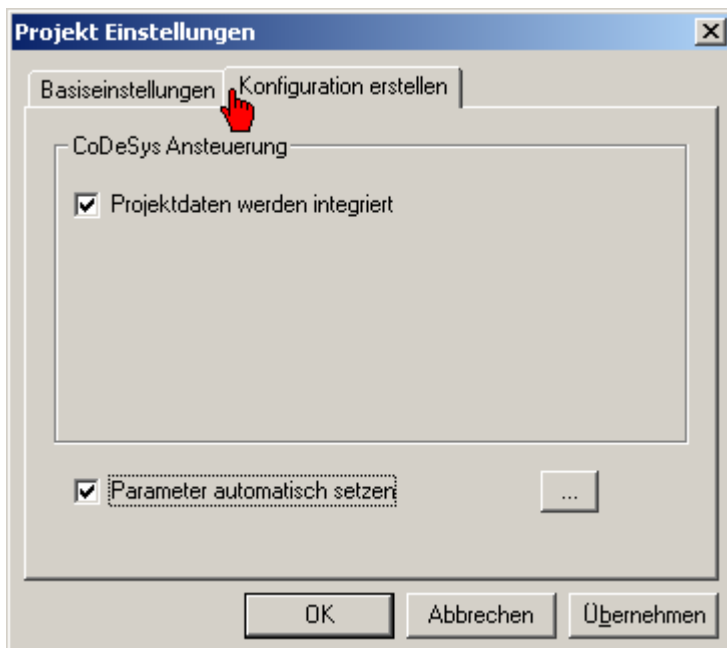 Projekt Einstellungen
Basiseinstellungen
Konfiguration erstellen
CoDeSys Ansteuerung
Projektdaten werden integriert
Parameter automatisch setzen
...
OK
Abbrechen
Übernehmen